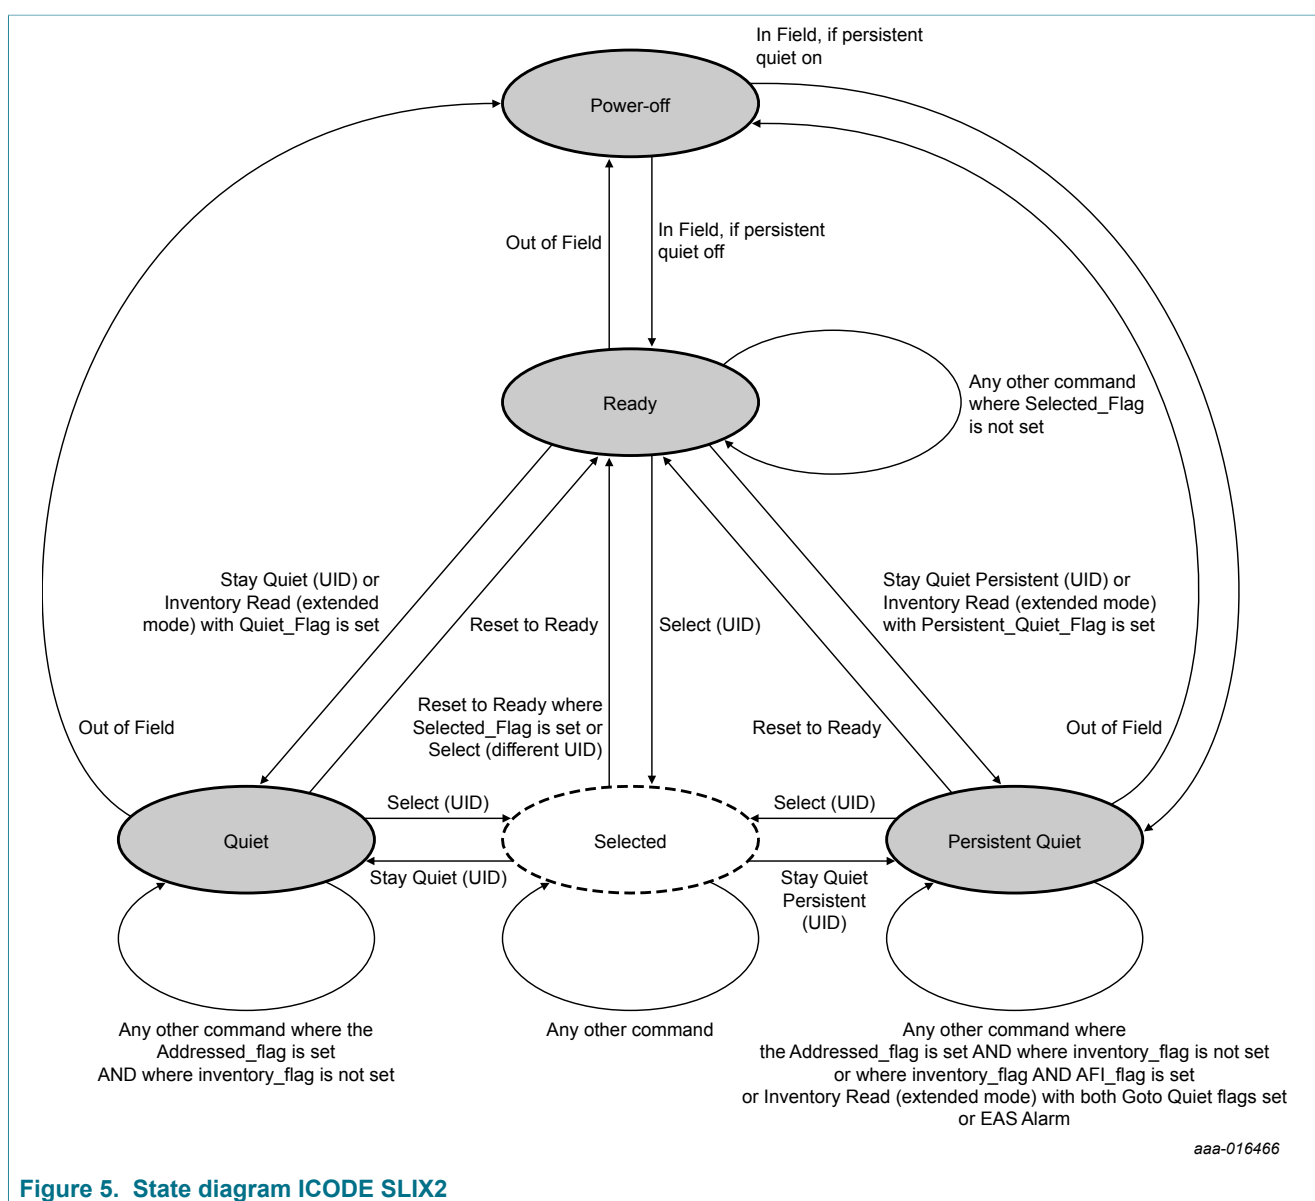 In Field, if persistent
quiet on
Power-off
Out of Field
In Field, if persistent
quiet off
Ready
Any other command
where Selected_Flag
is not set
Stay Quiet (UID) or
Inventory Read (extended
mode) with Quiet_Flag is set
Reset to Ready
Select (UID)
Stay Quiet Persistent (UID) or
Inventory Read (extended mode)
with Persistent_Quiet_Flag is set
Out of Field
Reset to Ready where
Selected_Flag is set or
Select (different UID)
Reset to Ready
Out of Field
Quiet
Select (UID)
Stay Quiet (UID)
Selected
Select (UID)
Stay Quiet
Persistent
(UID)
Persistent Quiet
Any other command where the
Addressed_flag is set
AND where inventory_flag is not set
Any other command
Any other command where
the Addressed_flag is set AND where inventory_flag is not set
or where inventory_flag AND AFI_flag is set
or Inventory Read (extended mode) with both Goto Quiet flags set
or EAS Alarm
aaa-016466
Figure 5. State diagram ICODE SLIX2